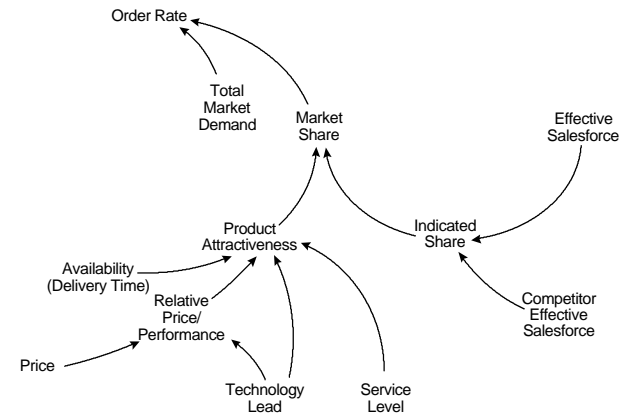 Order Rate
Total
Market
Demand
Market
Share
Effective
Salesforce
Product
Attractiveness
Indicated
Share
Availability
(Delivery Time)
Relative
Price/
Performance
Competitor
Effective
Salesforce
Price
Technology
Lead
Service
Level